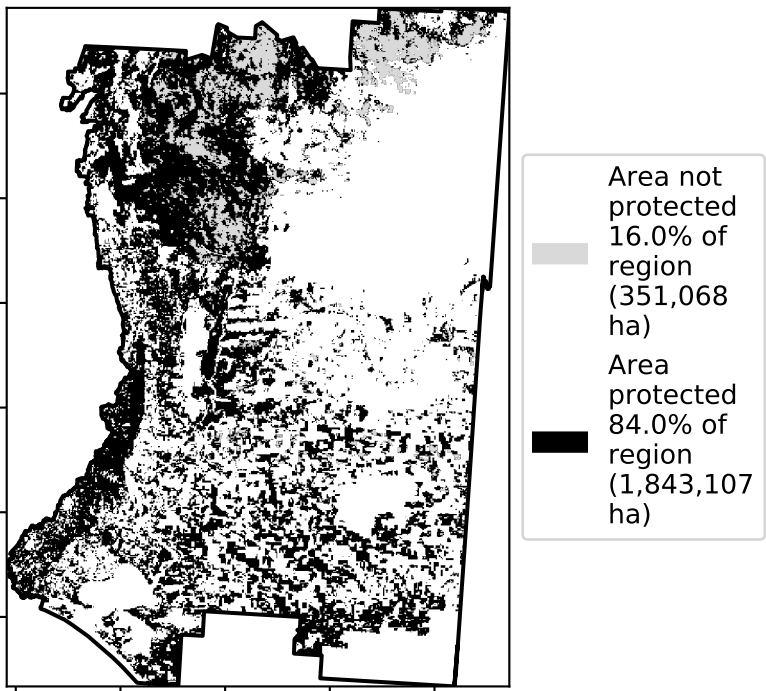 Area not
protected
16.0% of
region
(351,068
ha)
Area
protected
84.0% of
region
(1,843,107
ha)